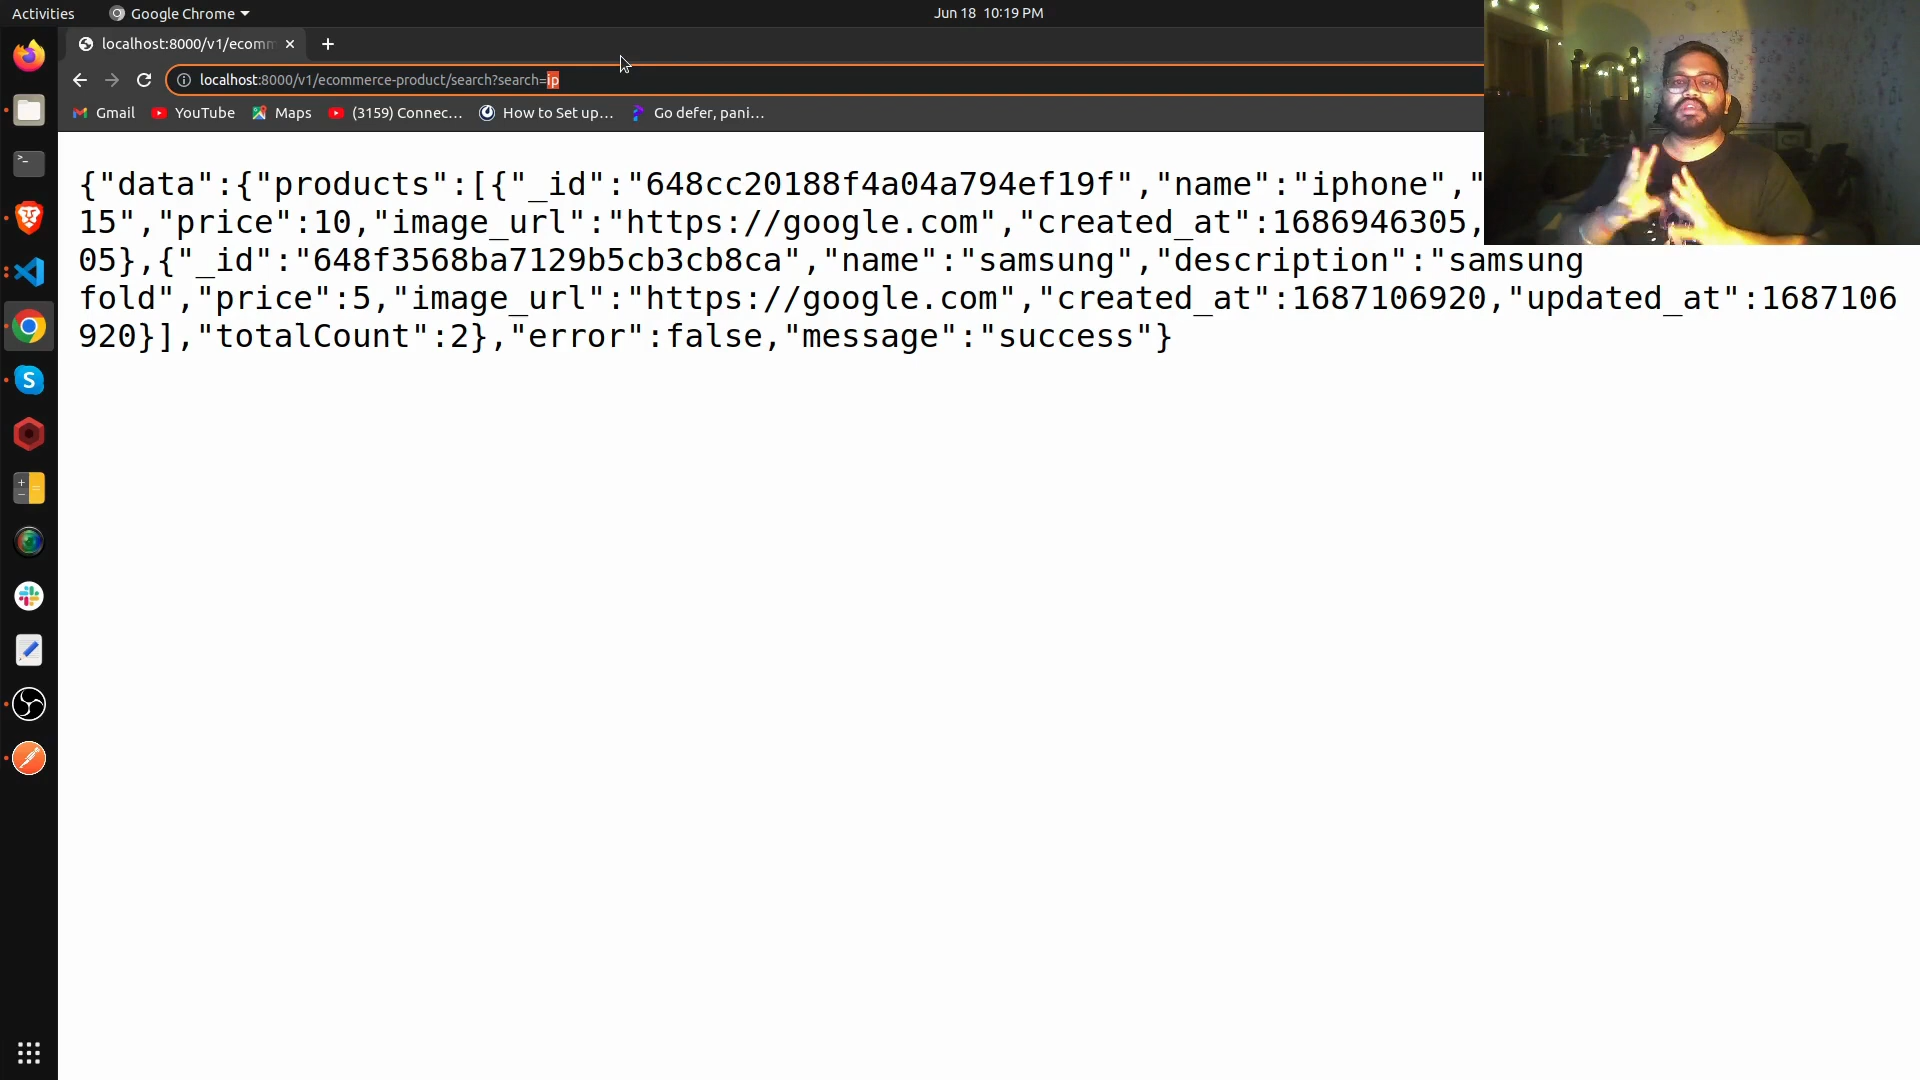 Activities
Google Chrome
Jun 18 10:19 PM
localhost:8000/v1/ecomm
localhost:8000/v1/ecommerce-product/search?search=ip
Gmail
YouTube
Maps
(3159) Connec...
How to Set up...
Go defer, pani...
{"data":{"products":[{"_id":"648cc20188f4a04a794ef19f","name":"iphone","
15","price":10,"image_url":"https://google.com","created_at":1686946305,
05},{"_id":"648f3568ba7129b5cb3cb8ca","name":"samsung","description":"samsung
fold","price":5,"image_url":"https://google.com","created_at":1687106920,"updated_at":1687106
920}],"totalCount":2},"error":false,"message":"success"}